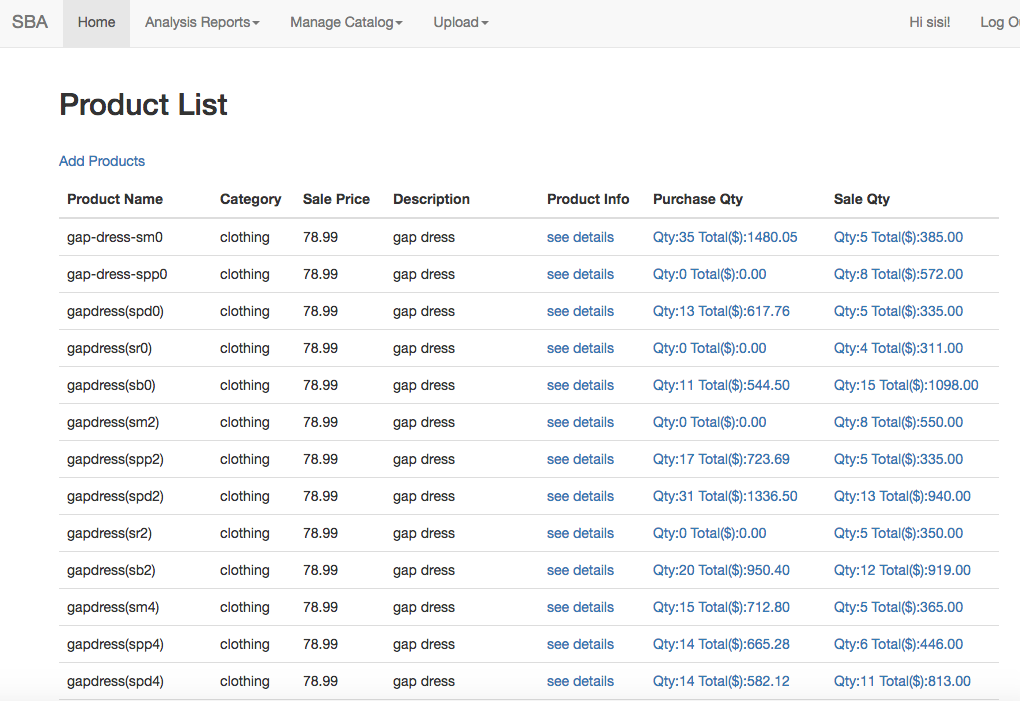 SBA Home Analysis Reports Manage Catalog Upload Hi sisi! Log
Product List
Add Products
Product Name Category Sale Price Description Product Info Purchase Qty Sale Qty
gap-dress-sm0 clothing 78.99 gap dress see details Qty:35 Total($):1480.05 Qty:5 Total($):385.00
gap-dress-spp0 clothing 78.99 gap dress see details Qty:0 Total($):0.00 Qty:8 Total($):572.00
gapdress(spd0) clothing 78.99 gap dress see details Qty:13 Total($):617.76 Qty:5 Total($):335.00
gapdress(sr0) clothing 78.99 gap dress see details Qty:0 Total($):0.00 Qty:4 Total($):311.00
gapdress(sb0) clothing 78.99 gap dress see details Qty:11 Total($):544.50 Qty:15 Total($):1098.00
gapdress(sm2) clothing 78.99 gap dress see details Qty:0 Total($):0.00 Qty:8 Total($):550.00
gapdress(spp2) clothing 78.99 gap dress see details Qty:17 Total($):723.69 Qty:5 Total($):335.00
gapdress(spd2) clothing 78.99 gap dress see details Qty:31 Total($):1336.50 Qty:13 Total($):940.00
gapdress(sr2) clothing 78.99 gap dress see details Qty:0 Total($):0.00 Qty:5 Total($):350.00
gapdress(sb2) clothing 78.99 gap dress see details Qty:20 Total($):950.40 Qty:12 Total($):919.00
gapdress(sm4) clothing 78.99 gap dress see details Qty:15 Total($):712.80 Qty:5 Total($):365.00
gapdress(spp4) clothing 78.99 gap dress see details Qty:14 Total($):665.28 Qty:6 Total($):446.00
gapdress(spd4) clothing 78.99 gap dress see details Qty:14 Total($):582.12 Qty:11 Total($):813.00